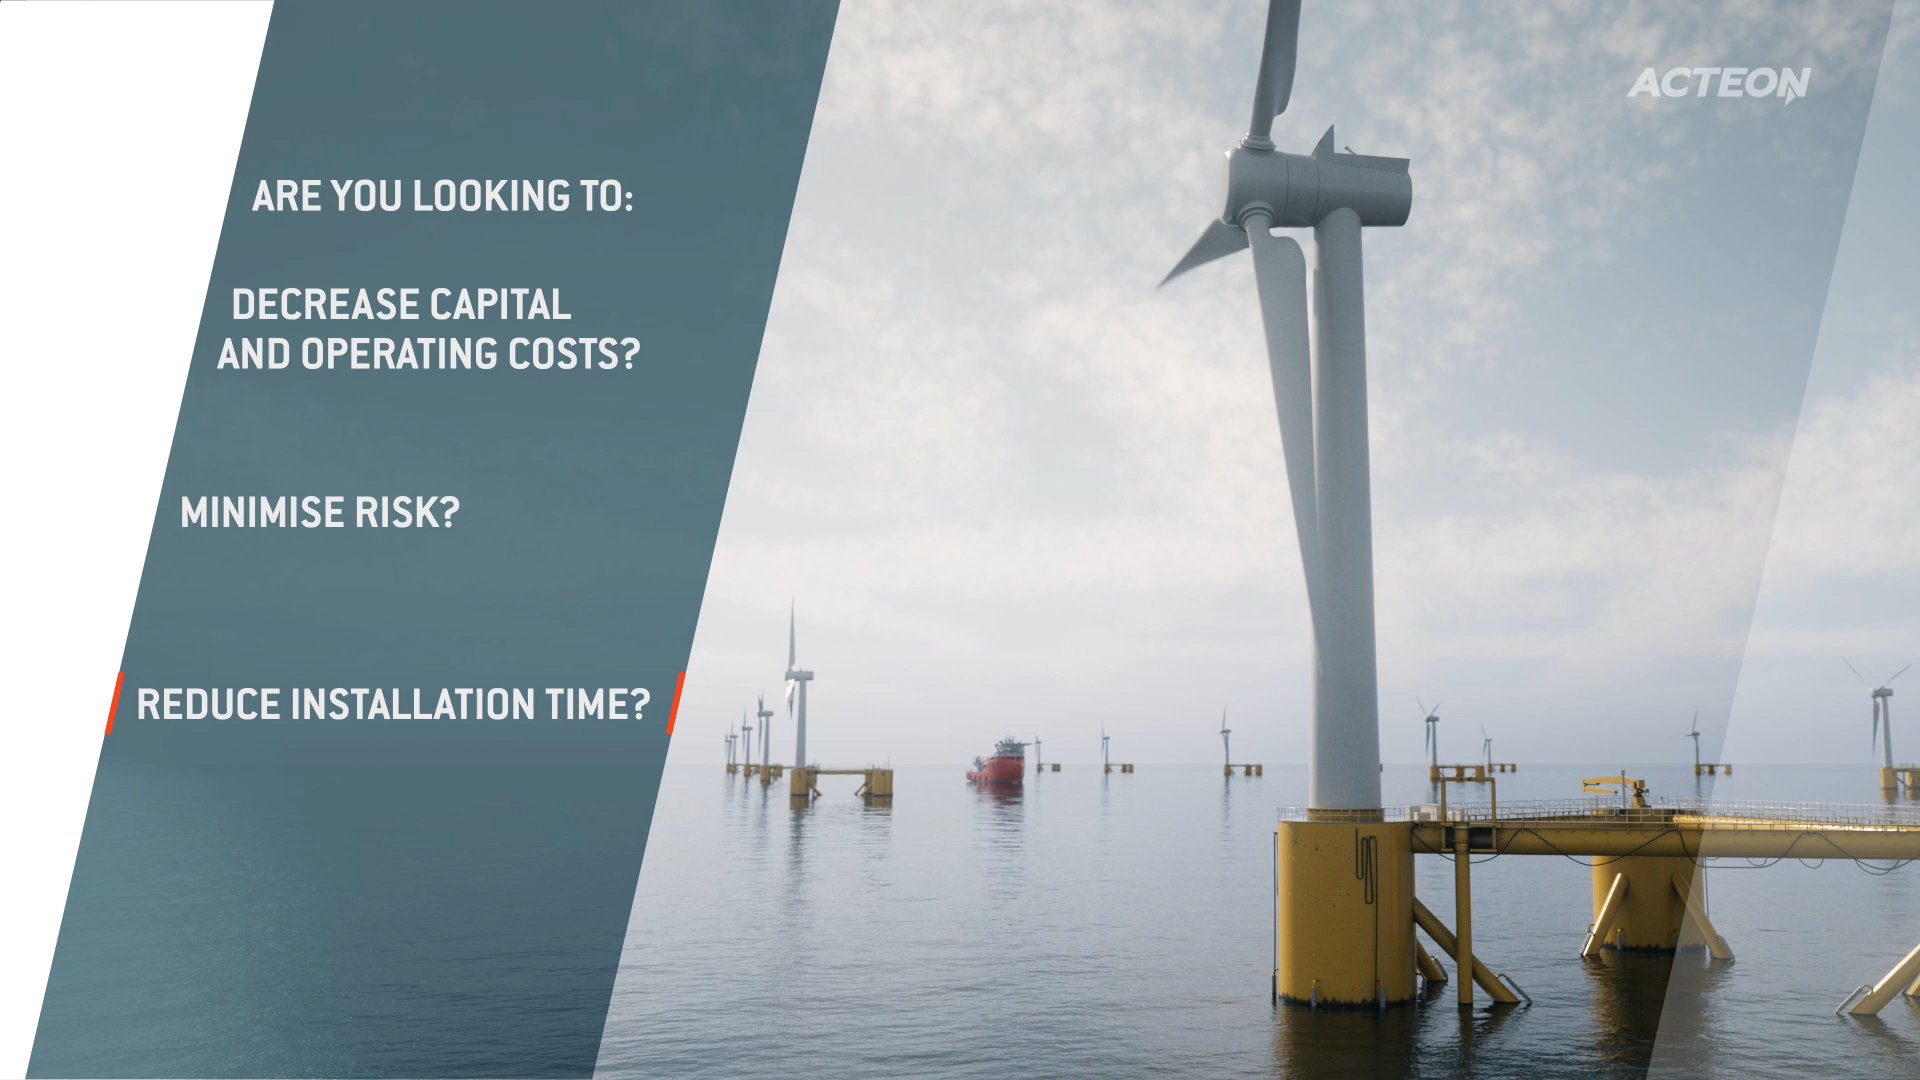 ACTEON
ARE YOU LOOKING TO:
DECREASE CAPITAL
AND OPERATING COSTS?
MINIMISE RISK?
REDUCE INSTALLATION TIME?